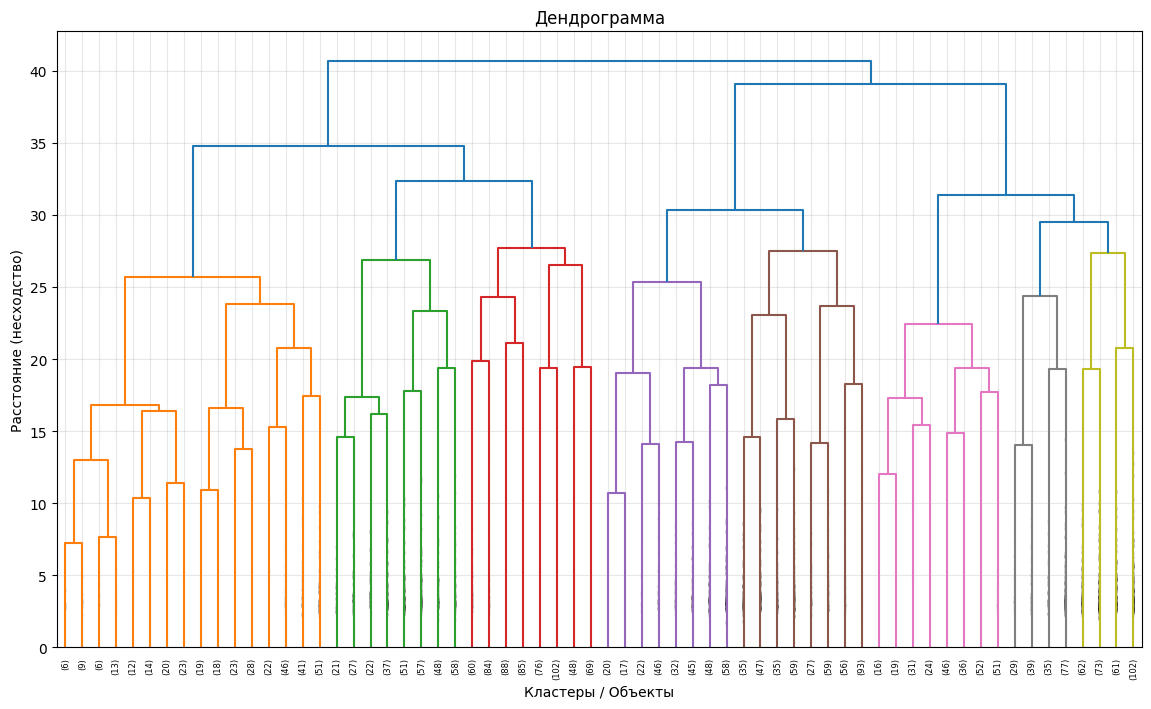 Дендрограмма
Расстояние (несходство)
40
35
30
25
20
15
10
5
0
(6) (9) (6) (13) (12) (14) (20) (23) (19) (18) (23) (28) (22) (46) (41) (51) (21) (27) (22) (37) (51) (57) (48) (58) (60) (84) (88) (85) (76) (102) (48) (69) (20) (17) (22) (46) (32) (45) (48) (58) (35) (47) (35) (59) (27) (59) (56) (93) (16) (19) (31) (24) (46) (36) (52) (51) (29) (39) (35) (77) (62) (73) (61) (102)
Кластеры / Объекты